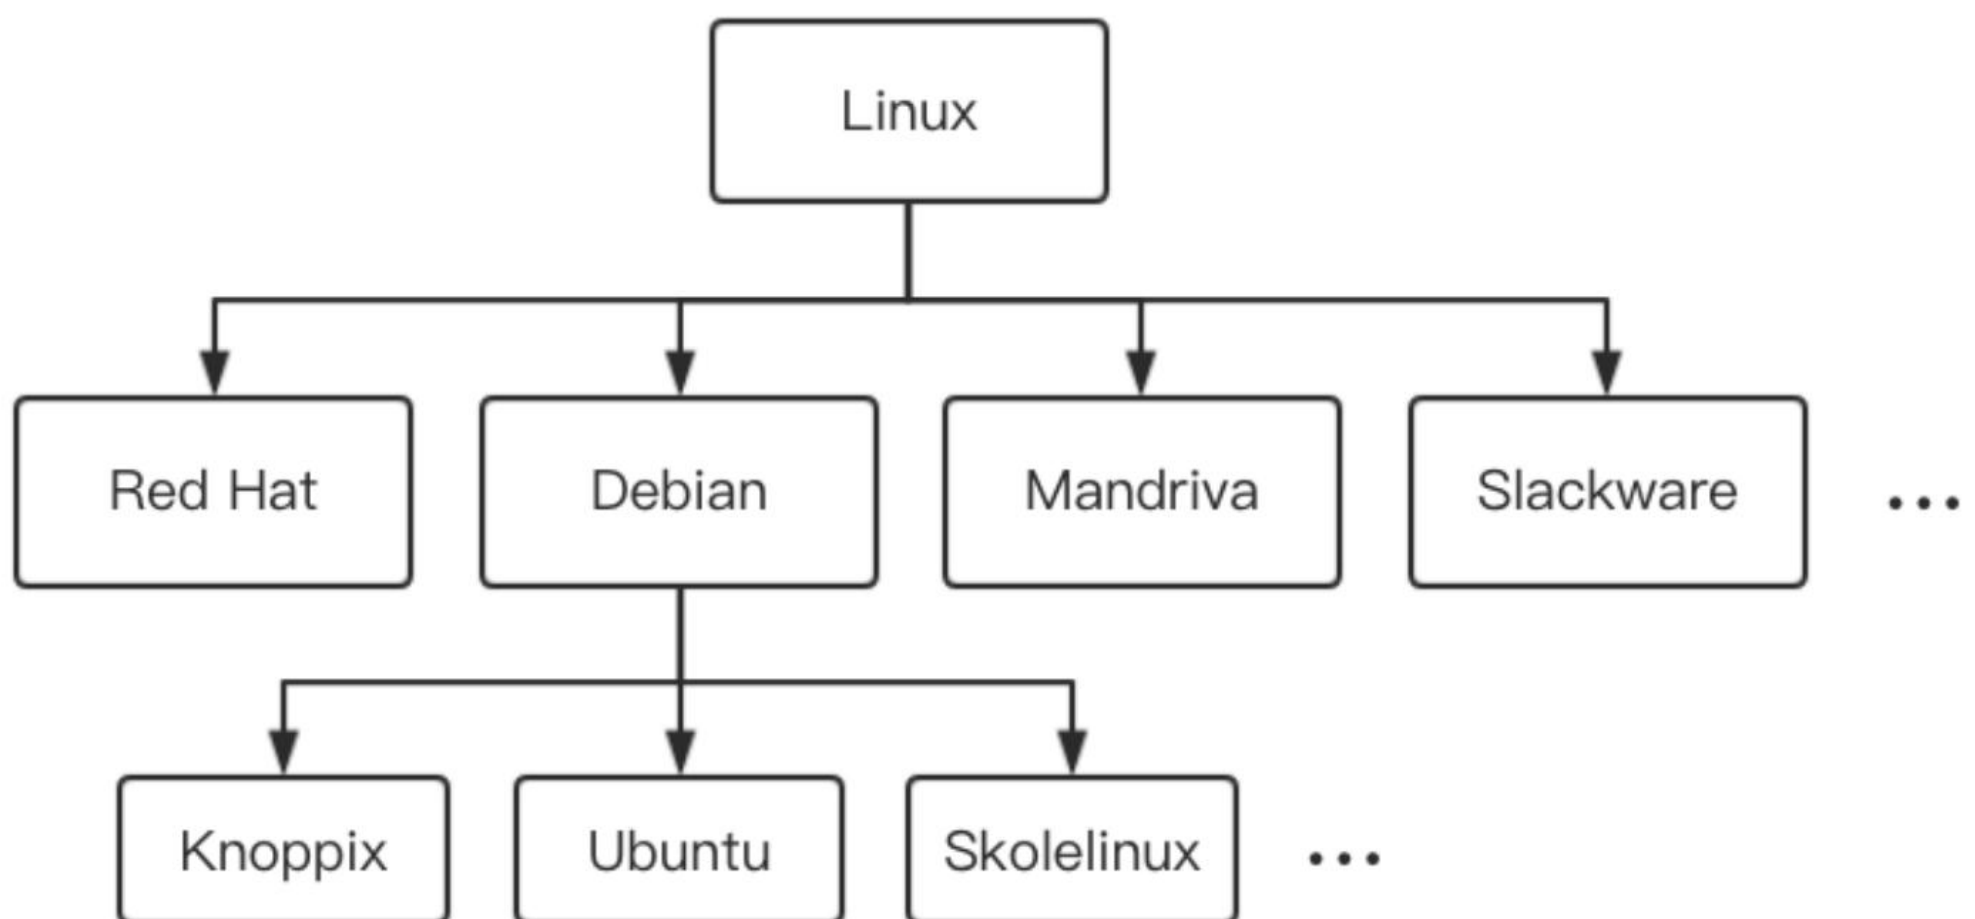 Linux
Red Hat Debian Mandriva Slackware ...
Knoppix Ubuntu Skolelinux ...